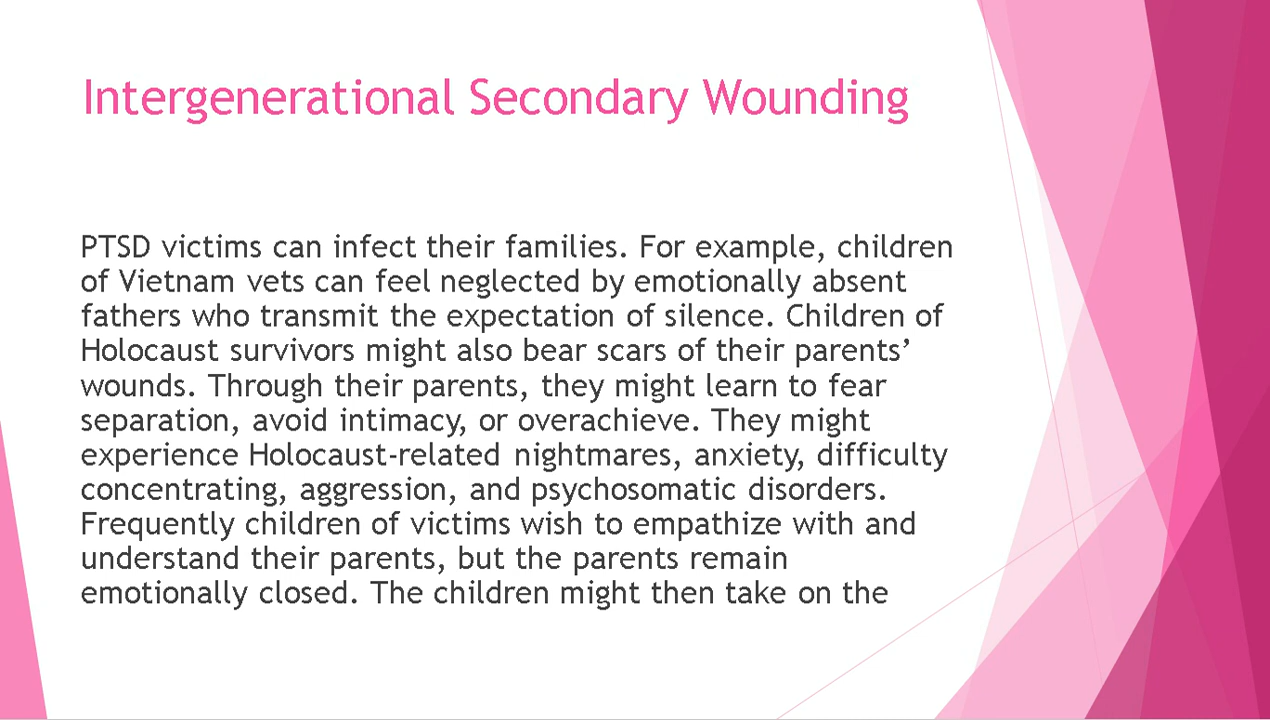 Intergenerational Secondary Wounding
PTSD victims can infect their families. For example, children
of Vietnam vets can feel neglected by emotionally absent
fathers who transmit the expectation of silence. Children of
Holocaust survivors might also bear scars of their parents’
wounds. Through their parents, they might learn to fear
separation, avoid intimacy, or overachieve. They might
experience Holocaust-related nightmares, anxiety, difficulty
concentrating, aggression, and psychosomatic disorders.
Frequently children of victims wish to empathize with and
understand their parents, but the parents remain
emotionally closed. The children might then take on the